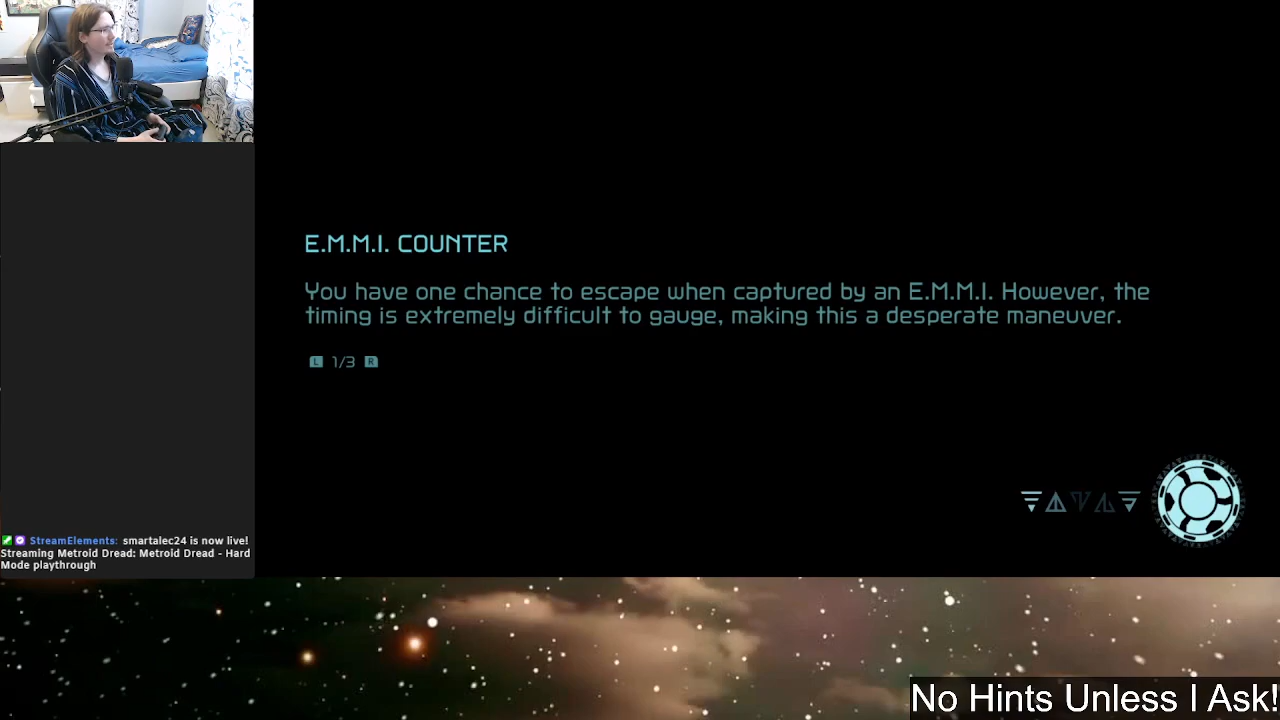 E.M.M.I. COUNTER
You have one chance to escape when captured by an E.M.M.I. However, the
timing is extremely difficult to gauge, making this a desperate maneuver.
L 1/3 R
StreamElements: smartalec24 is now live!
Streaming Metroid Dread: Metroid Dread - Hard
Mode playthrough
No Hints Unless I Ask!